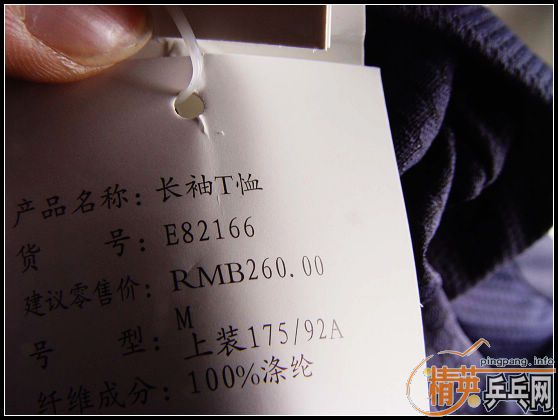 产品名称：长袖T恤
货 号：E82166
建议零售价：RMB260.00
M
号 型：上装175/92A
纤维成分：100%涤纶
pingpang.info
精英乒乓网